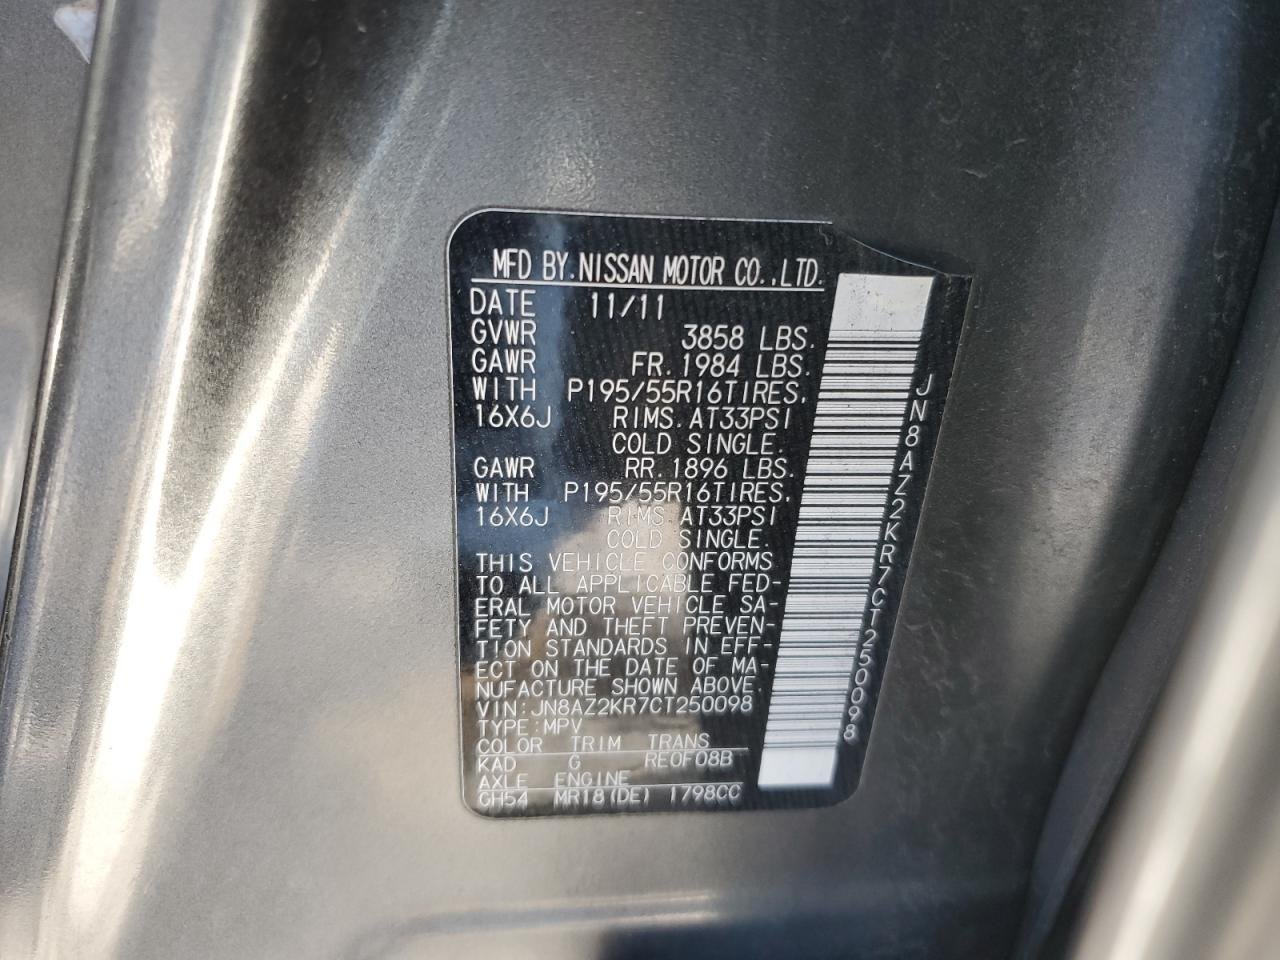 MFD BY.NISSAN MOTOR CO.,LTD.
DATE 11/11
GVWR 3858 LBS.
GAWR FR.1984 LBS.
WITH P195/55R16TIRES,
16X6J RIMS.AT33PSI
COLD SINGLE.
GAWR RR.1896 LBS.
WITH P195/55R16TIRES,
16X6J RIMS.AT33PSI
COLD SINGLE.
THIS VEHICLE CONFORMS
TO ALL APPLICABLE FED-
ERAL MOTOR VEHICLE SA-
FETY AND THEFT PREVEN-
TION STANDARDS IN EFF-
ECT ON THE DATE OF MA-
NUFACTURE SHOWN ABOVE.
VIN:JN8AZ2KR7CT250098
TYPE:MPV
COLOR TRIM TRANS
KAD G RE0F08B
AXLE ENGINE
CH54 MR18(DE) 1798CC
JN8AZ2KR7CT250098